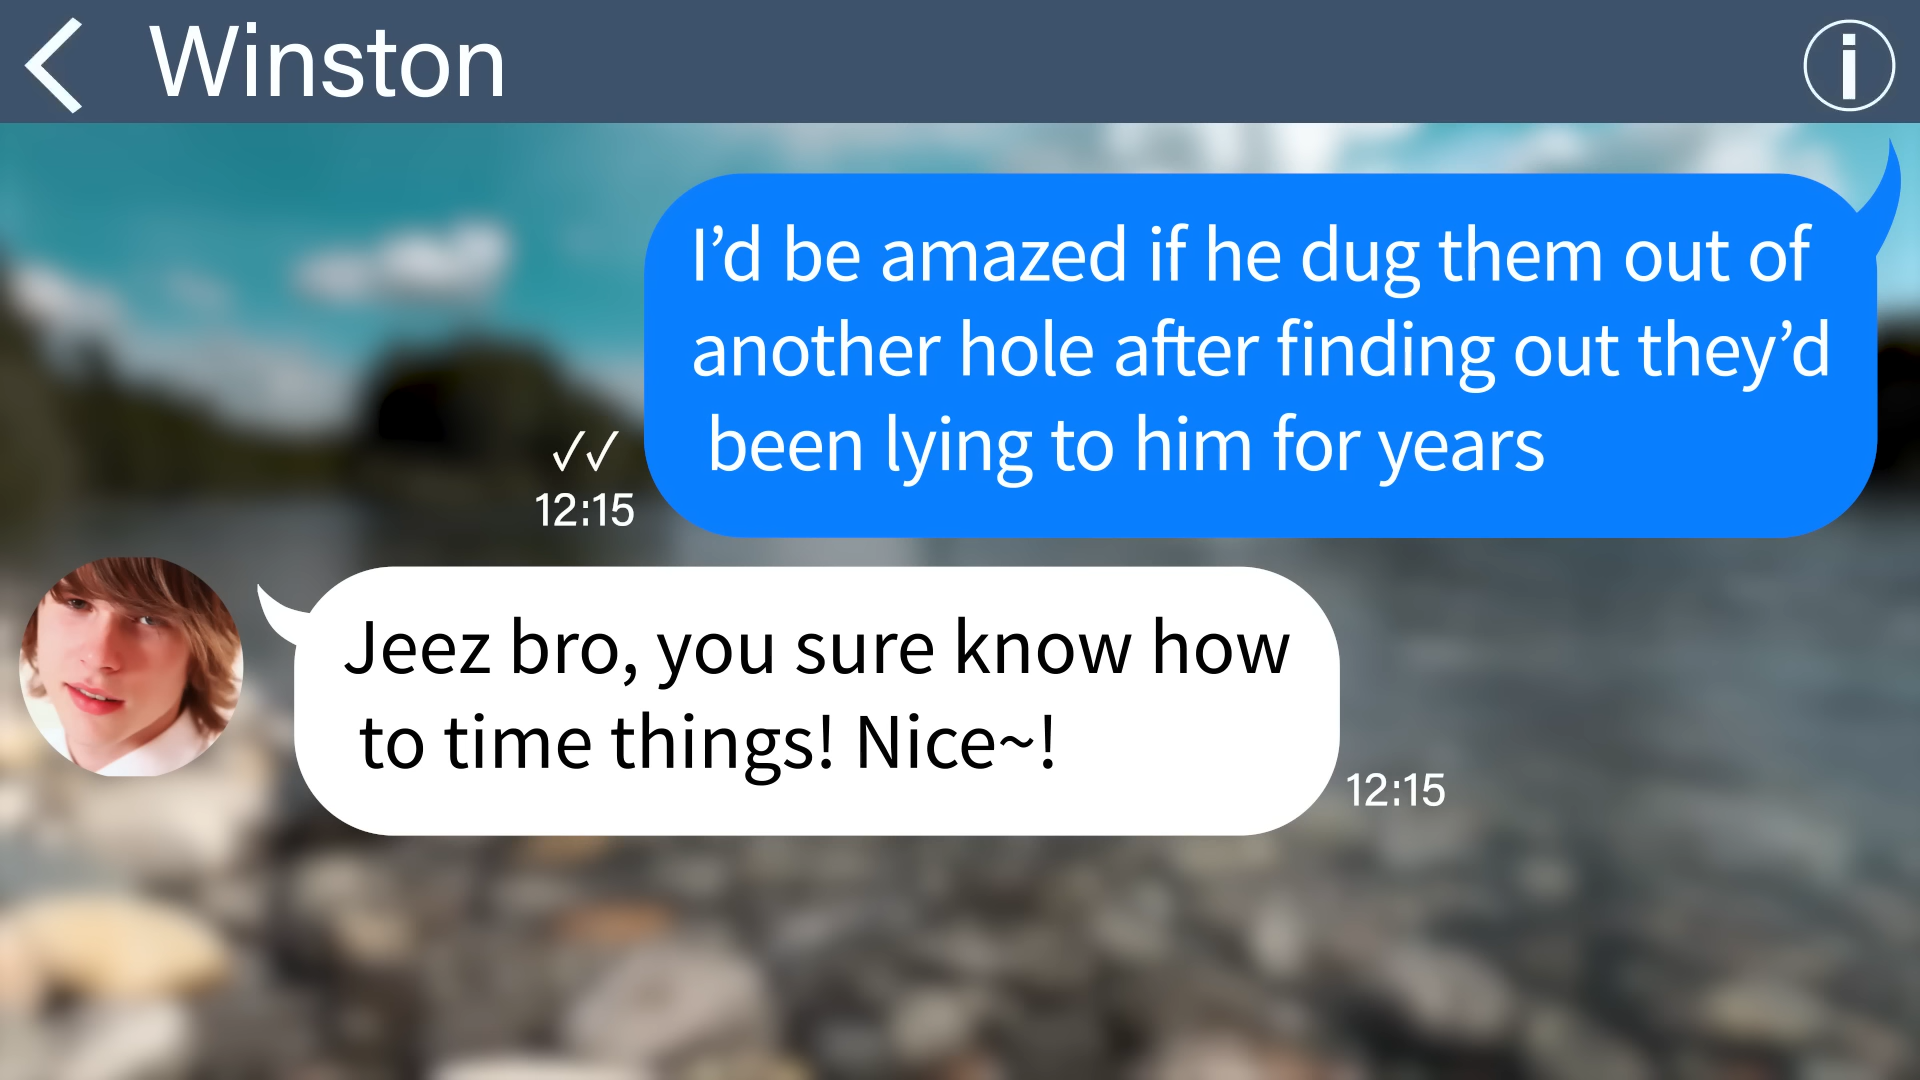 Winston
I’d be amazed if he dug them out of
another hole after finding out they’d
been lying to him for years
✓✓
12:15
Jeez bro, you sure know how
to time things! Nice~!
12:15